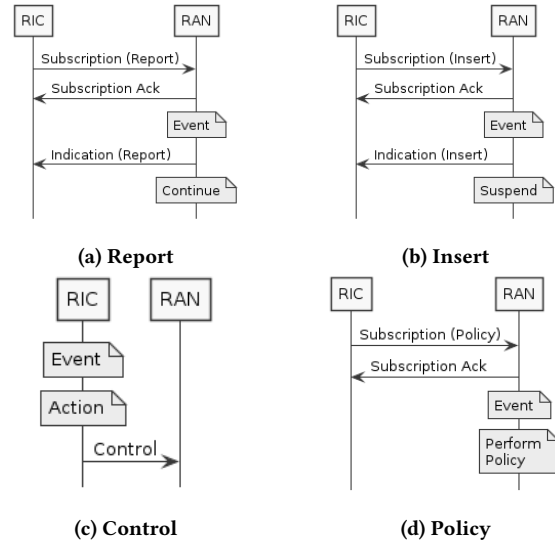 RIC
RAN
Subscription (Report)
Subscription Ack
Event
Indication (Report)
Continue
(a) Report
RIC
RAN
Subscription (Insert)
Subscription Ack
Event
Indication (Insert)
Suspend
(b) Insert
RIC
RAN
Event
Action
Control
(c) Control
RIC
RAN
Subscription (Policy)
Subscription Ack
Event
Perform
Policy
(d) Policy